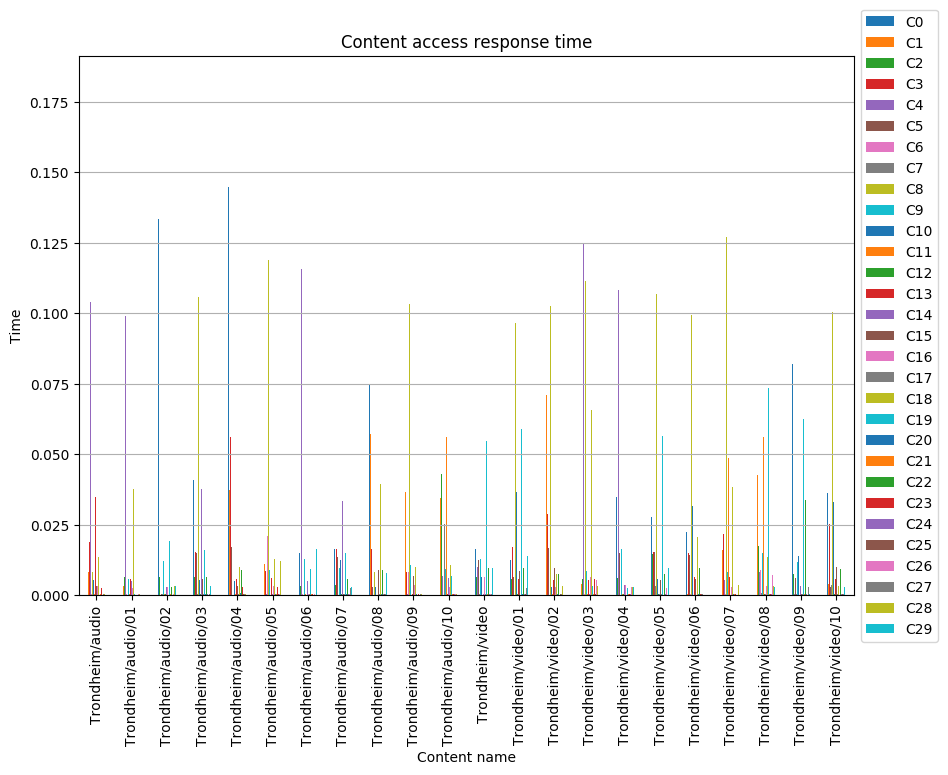 Content access response time
Time
0.175
0.150
0.125
0.100
0.075
0.050
0.025
0.000
Trondheim/audio
Trondheim/audio/01
Trondheim/audio/02
Trondheim/audio/03
Trondheim/audio/04
Trondheim/audio/05
Trondheim/audio/06
Trondheim/audio/07
Trondheim/audio/08
Trondheim/audio/09
Trondheim/audio/10
Trondheim/video
Trondheim/video/01
Trondheim/video/02
Trondheim/video/03
Trondheim/video/04
Trondheim/video/05
Trondheim/video/06
Trondheim/video/07
Trondheim/video/08
Trondheim/video/09
Trondheim/video/10
Content name
C0
C1
C2
C3
C4
C5
C6
C7
C8
C9
C10
C11
C12
C13
C14
C15
C16
C17
C18
C19
C20
C21
C22
C23
C24
C25
C26
C27
C28
C29